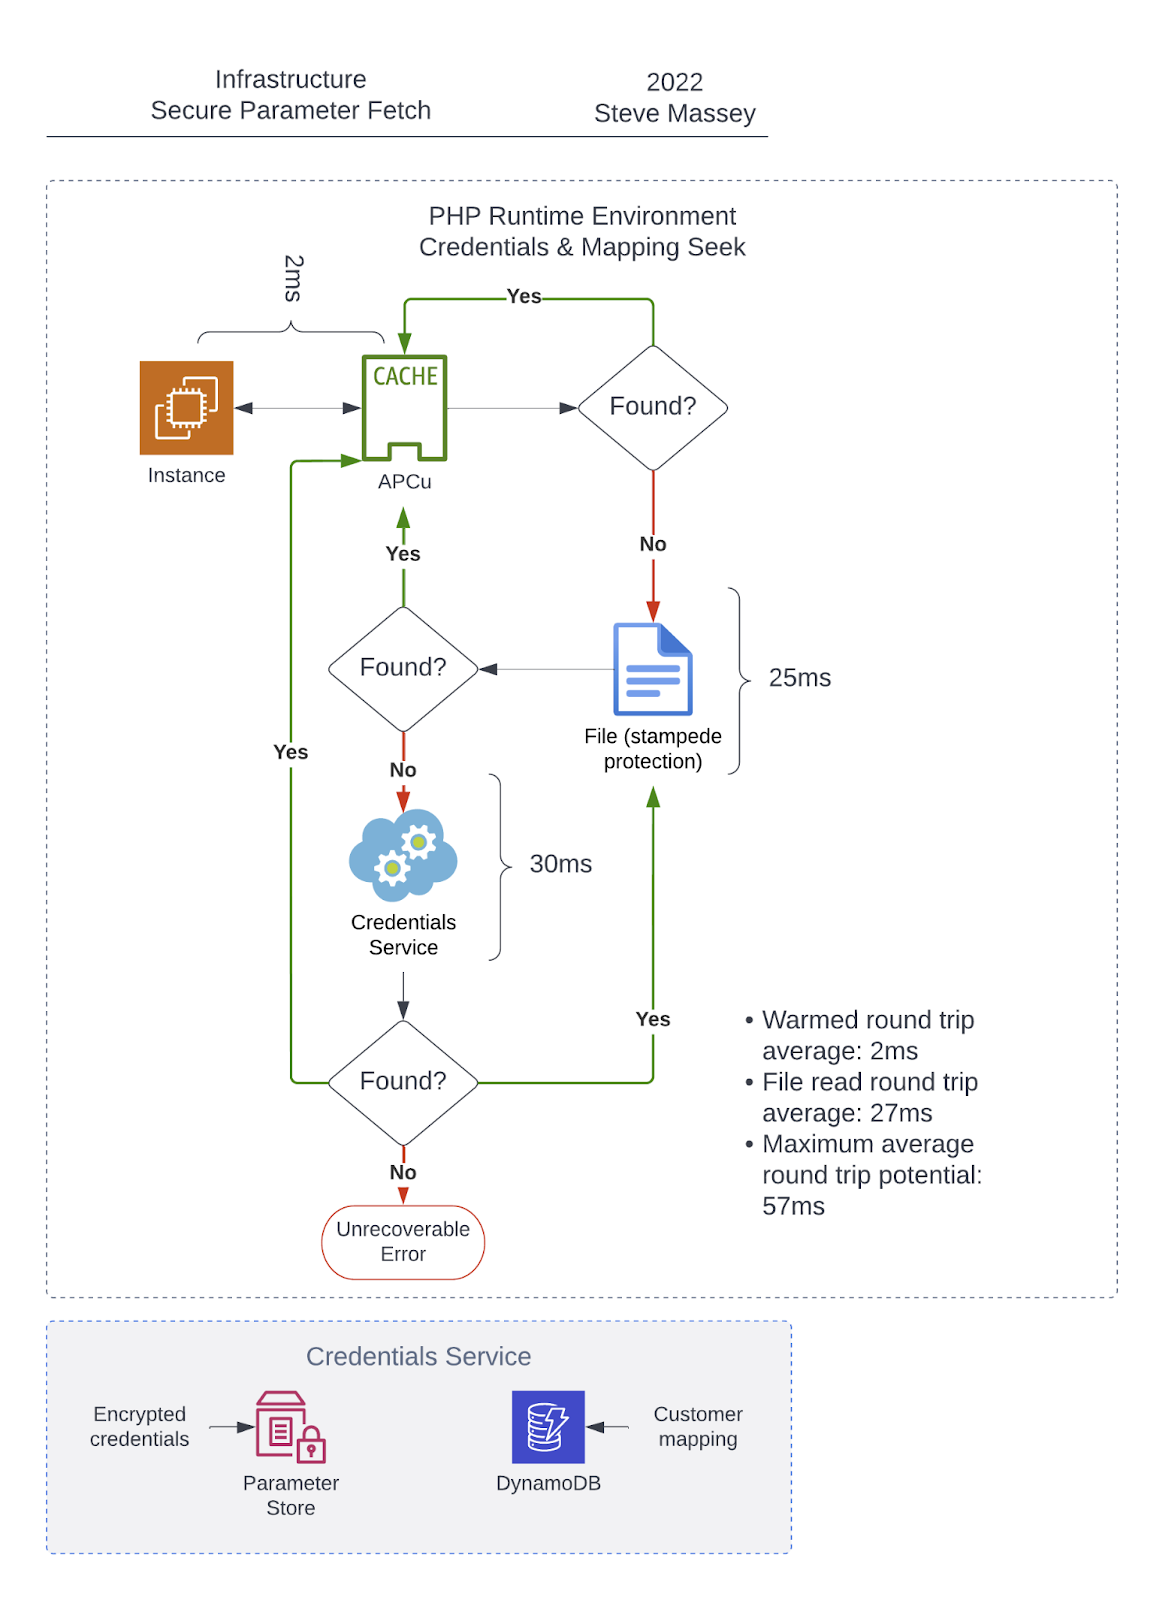 Infrastructure
Secure Parameter Fetch
2022
Steve Massey
PHP Runtime Environment
Credentials & Mapping Seek
2ms
Yes
CACHE
Found?
Instance
APCu
Yes
No
Found?
25ms
File (stampede
protection)
Yes
No
30ms
Credentials
Service
Yes
Found?
• Warmed round trip
average: 2ms
• File read round trip
average: 27ms
• Maximum average
round trip potential:
57ms
No
Unrecoverable
Error
Credentials Service
Encrypted
credentials
Customer
mapping
Parameter
Store
DynamoDB